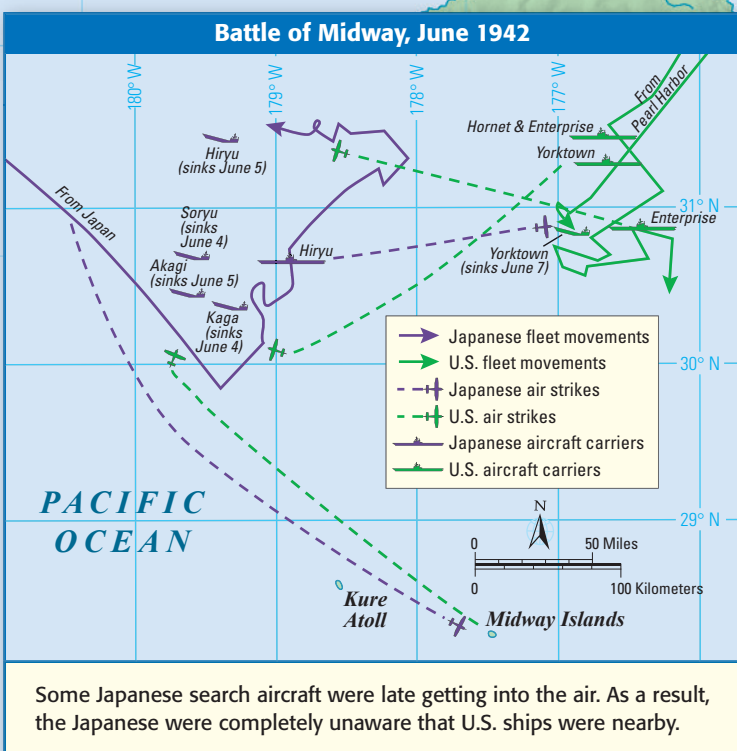 Battle of Midway, June 1942
180° W
179° W
178° W
177° W
From
Pearl Harbor
Hornet & Enterprise
Yorktown
Hiryu
(sinks June 5)
31° N
From Japan
Soryu
(sinks
June 4)
Enterprise
Hiryu
Yorktown
(sinks June 7)
Akagi
(sinks June 5)
Kaga
(sinks
June 4)
Japanese fleet movements
U.S. fleet movements
Japanese air strikes
U.S. air strikes
Japanese aircraft carriers
U.S. aircraft carriers
30° N
PACIFIC
OCEAN
29° N
N
0
50 Miles
0
100 Kilometers
Kure
Atoll
Midway Islands
Some Japanese search aircraft were late getting into the air. As a result,
the Japanese were completely unaware that U.S. ships were nearby.